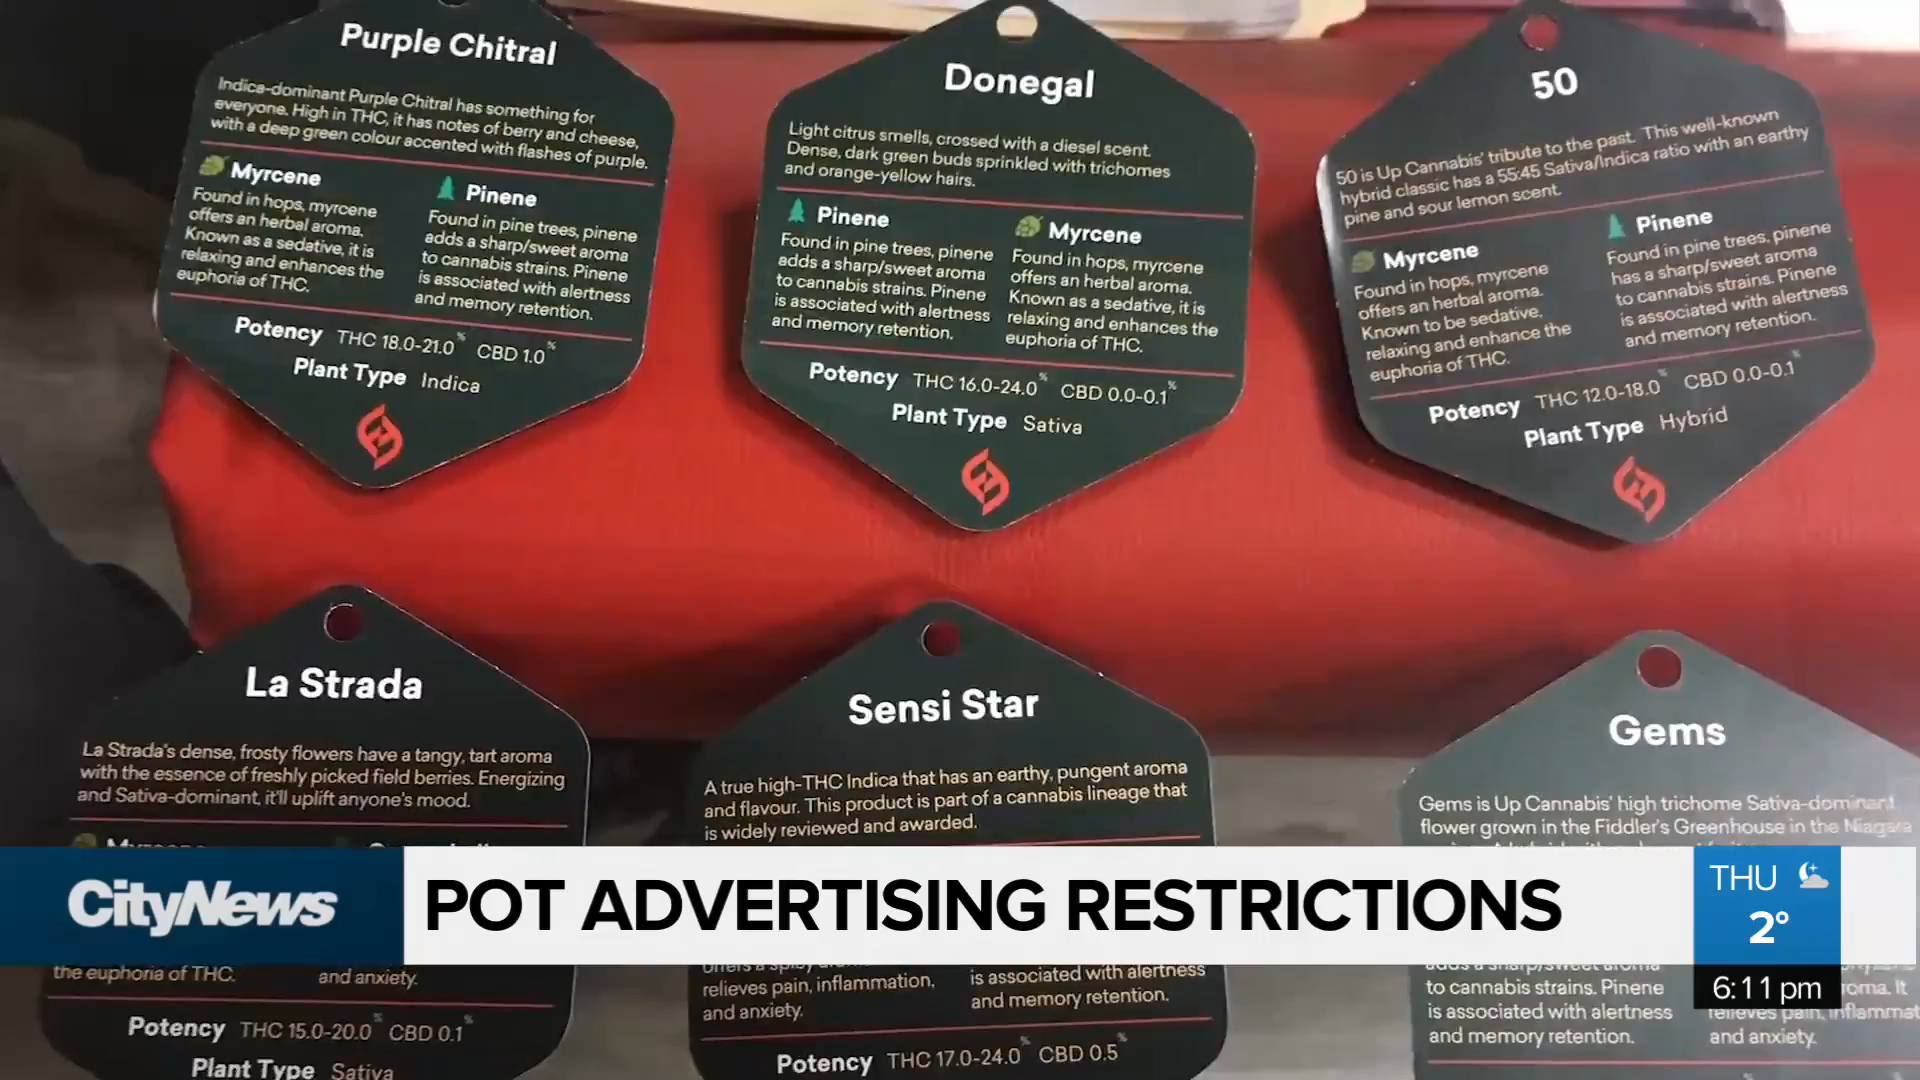 Purple Chitral
Indica-dominant Purple Chitral has something for
everyone. High in THC, it has notes of berry and cheese,
with a deep green colour accented with flashes of purple.
Myrcene
Found in hops, myrcene
offers an herbal aroma.
Known as a sedative, it is
relaxing and enhances the
euphoria of THC.
Pinene
Found in pine trees, pinene
adds a sharp/sweet aroma
to cannabis strains. Pinene
is associated with alertness
and memory retention.
Potency THC 18.0-21.0% CBD 1.0%
Plant Type Indica
Donegal
Light citrus smells, crossed with a diesel scent.
Dense, dark green buds sprinkled with trichomes
and orange-yellow hairs.
Pinene
Found in pine trees, pinene
adds a sharp/sweet aroma
to cannabis strains. Pinene
is associated with alertness
and memory retention.
Myrcene
Found in hops, myrcene
offers an herbal aroma.
Known as a sedative, it is
relaxing and enhances the
euphoria of THC.
Potency THC 16.0-24.0% CBD 0.0-0.1%
Plant Type Sativa
50
50 is Up Cannabis' tribute to the past. This well-known
hybrid classic has a 55:45 Sativa/Indica ratio with an earthy
pine and sour lemon scent.
Myrcene
Found in hops, myrcene
offers an herbal aroma.
Known to be sedative,
relaxing and enhance the
euphoria of THC.
Pinene
Found in pine trees, pinene
has a sharp/sweet aroma
to cannabis strains. Pinene
is associated with alertness
and memory retention.
Potency THC 12.0-18.0% CBD 0.0-0.1%
Plant Type Hybrid
La Strada
La Strada's dense, frosty flowers have a tangy, tart aroma
with the essence of freshly picked field berries. Energizing
and Sativa-dominant, it'll uplift anyone's mood.
the euphoria of THC.
and anxiety.
Potency THC 15.0-20.0% CBD 0.1%
Plant Type Sativa
Sensi Star
A true high-THC Indica that has an earthy, pungent aroma
and flavour. This product is part of a cannabis lineage that
is widely reviewed and awarded.
relieves pain, inflammation,
and anxiety.
is associated with alertness
and memory retention.
Potency THC 17.0-24.0% CBD 0.5%
Gems
Gems is Up Cannabis' high trichome Sativa-dominant
flower grown in the Fiddler's Greenhouse in the Niagara
to cannabis strains. Pinene
is associated with alertness
and memory retention.
relieves pain, inflammat
and anxiety.
CityNews
POT ADVERTISING RESTRICTIONS
THU
2°
6:11 pm